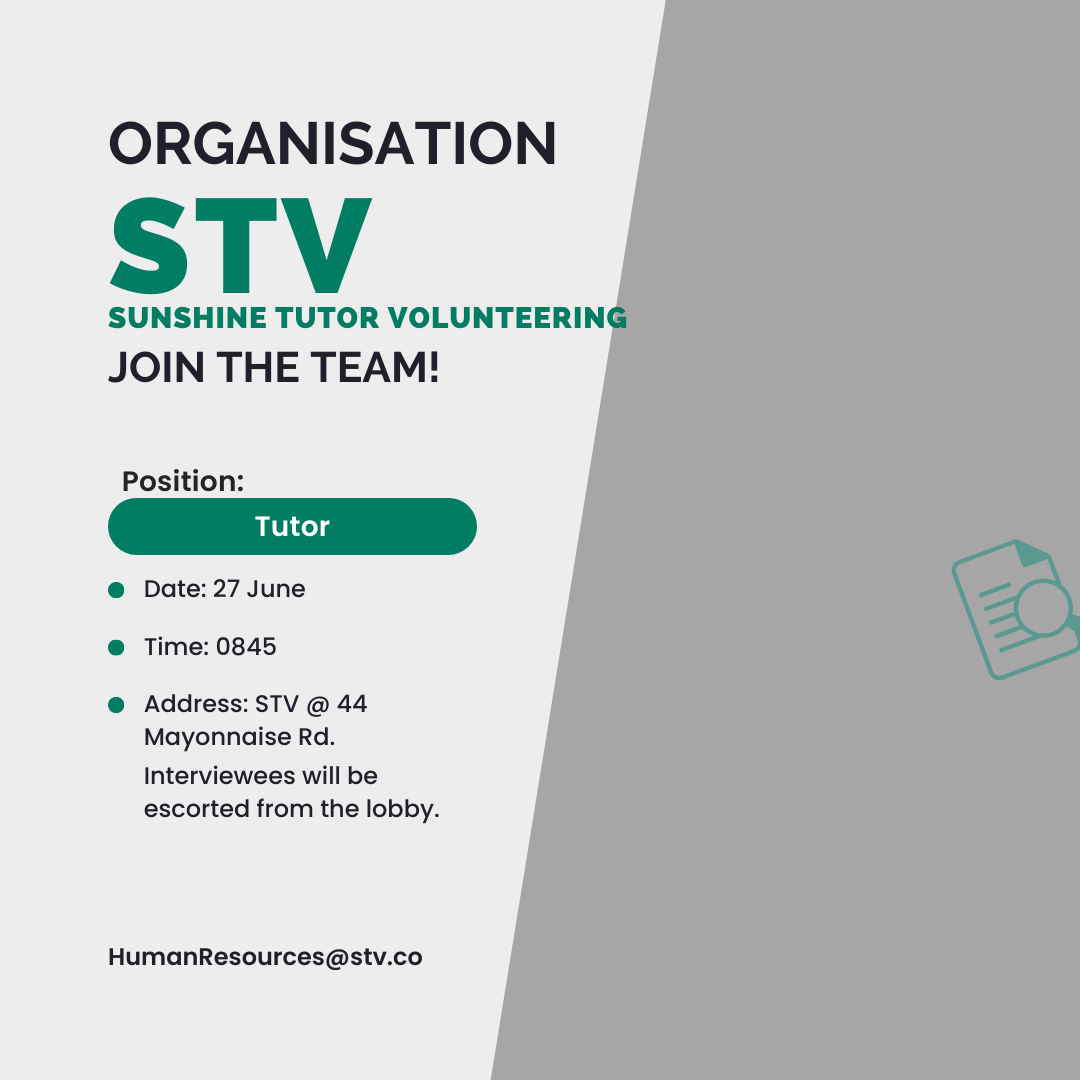 ORGANISATION
STV
SUNSHINE TUTOR VOLUNTEERING
JOIN THE TEAM!
Position:
Tutor
Date: 27 June
Time: 0845
Address: STV @ 44
Mayonnaise Rd.
Interviewees will be
escorted from the lobby.
HumanResources@stv.co